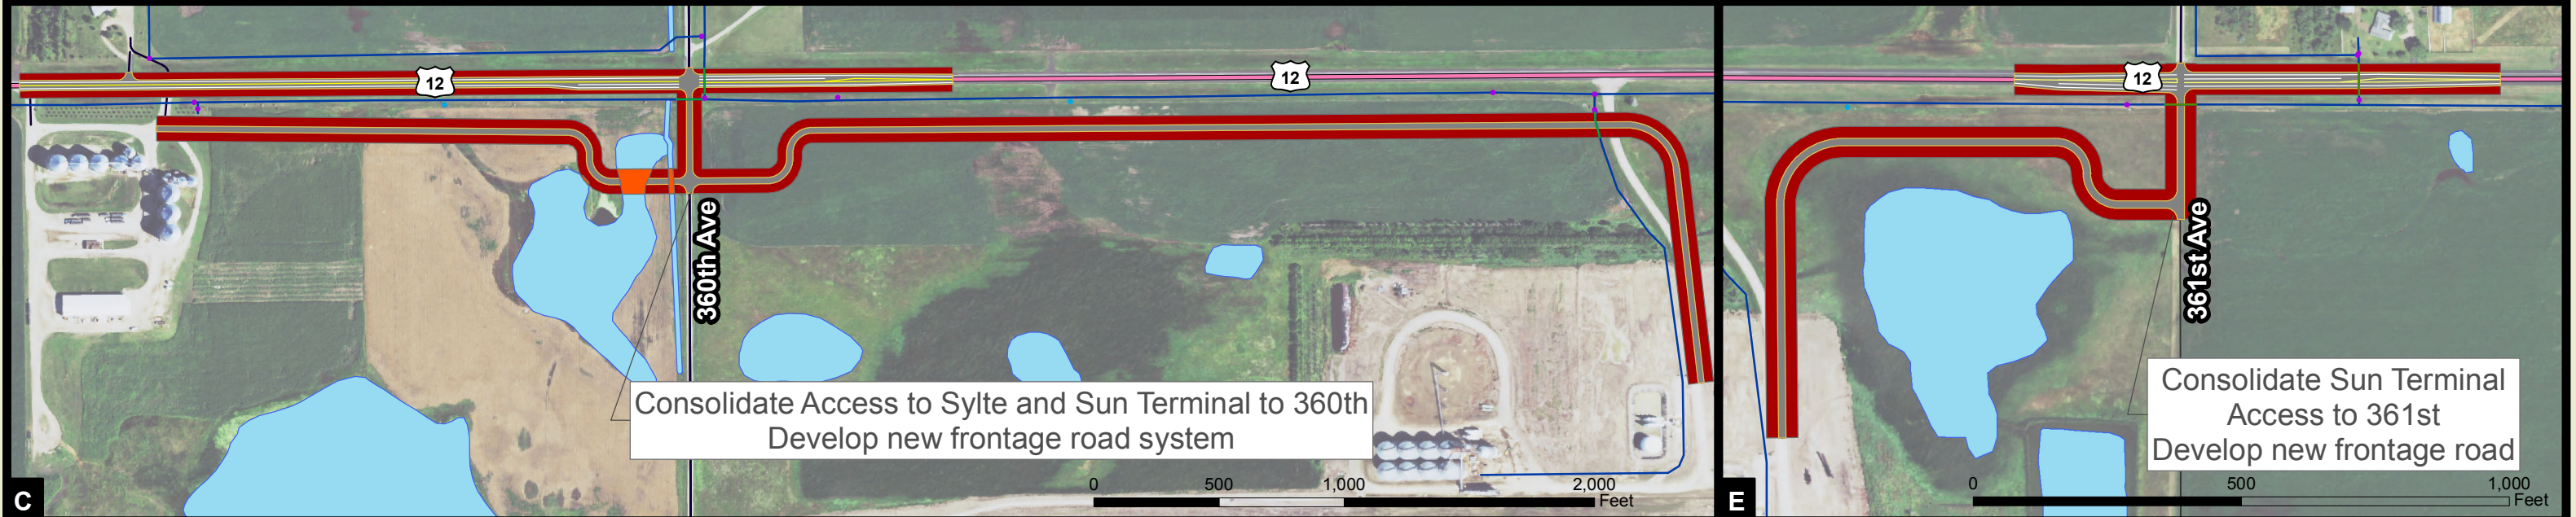 12
12
360th Ave
Consolidate Access to Sylte and Sun Terminal to 360th
Develop new frontage road system
0 500 1,000 2,000
Feet
C
12
361st Ave
Consolidate Sun Terminal
Access to 361st
Develop new frontage road
0 500 1,000
Feet
E